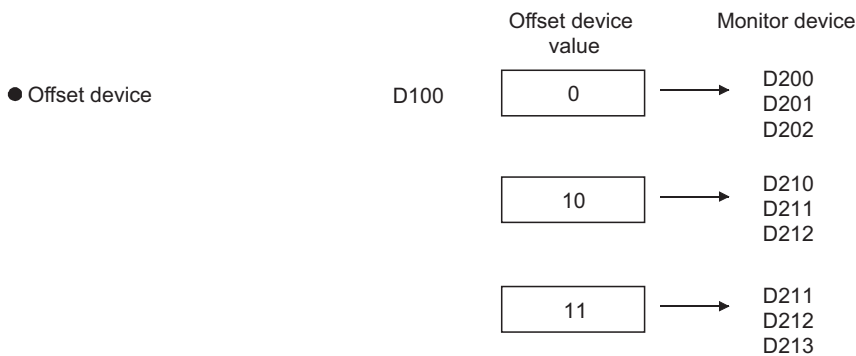 Offset device value
Monitor device
● Offset device
D100
0
D200
D201
D202
10
D210
D211
D212
11
D211
D212
D213